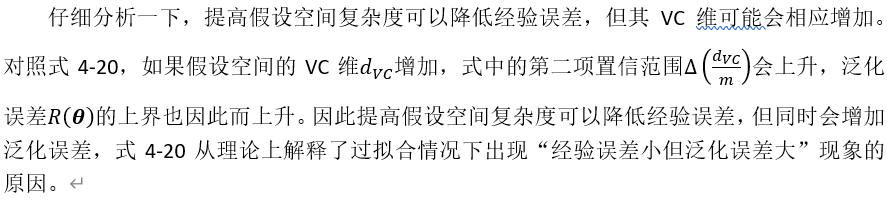 仔细分析一下，提高假设空间复杂度可以降低经验误差，但其 VC 维可能会相应增加。
对照式 4-20，如果假设空间的 VC 维d_{VC}增加，式中的第二项置信范围Δ(\frac{d_{VC}}{m})会上升，泛化
误差R(θ)的上界也因此而上升。因此提高假设空间复杂度可以降低经验误差，但同时会增加
泛化误差，式 4-20 从理论上解释了过拟合情况下出现“经验误差小但泛化误差大”现象的
原因。